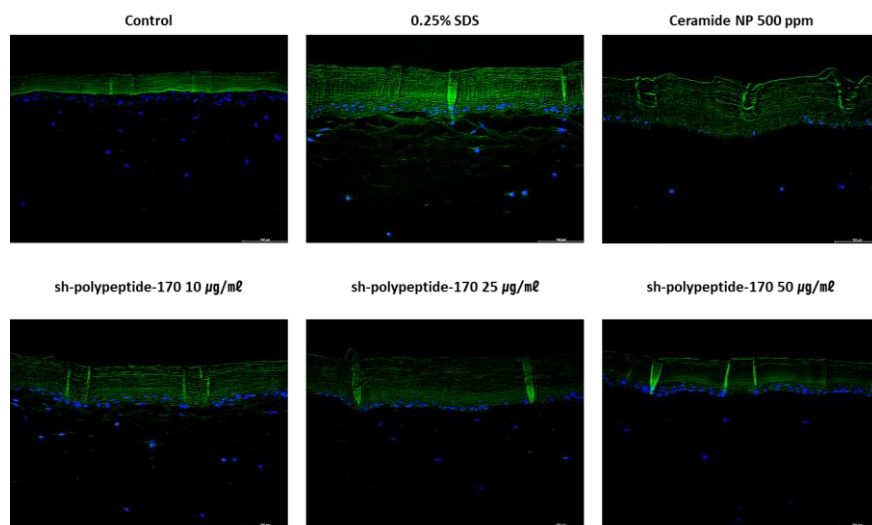 Control
0.25% SDS
Ceramide NP 500 ppm
sh-polypeptide-170 10 ㎍/㎖
sh-polypeptide-170 25 ㎍/㎖
sh-polypeptide-170 50 ㎍/㎖